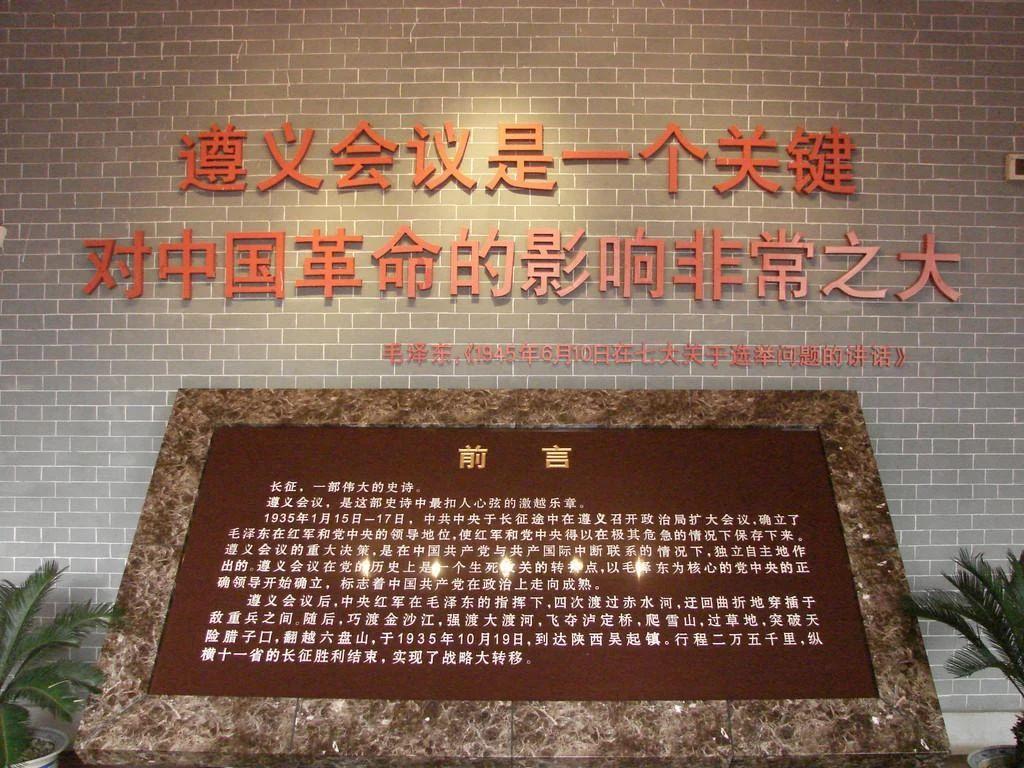 遵义会议是一个关键
对中国革命的影响非常之大
毛泽东,《1945年6月10日在七大关于选举问题的讲话》
前 言
长征，一部伟大的史诗。
遵义会议，是这部史诗中最扣人心弦的激越乐章。
1935年1月15日—17日，中共中央于长征途中在遵义召开政治局扩大会议,确立了
毛泽东在红军和党中央的领导地位,使红军和党中央得以在极其危急的情况下保存下来。
遵义会议的重大决策,是在中国共产党与共产国际中断联系的情况下,独立自主地作
出的。遵义会议在党的历史上是一个生死攸关的转折点,以毛泽东为核心的党中央的正
确领导开始确立，标志着中国共产党在政治上走向成熟。
遵义会议后,中央红军在毛泽东的指挥下,四次渡过赤水河,迂回曲折地穿插于
敌重兵之间。随后,巧渡金沙江,强渡大渡河,飞夺泸定桥,爬雪山,过草地,突破天
险腊子口,翻越六盘山,于1935年10月19日,到达陕西吴起镇。行程二万五千里,纵
横十一省的长征胜利结束，实现了战略大转移。